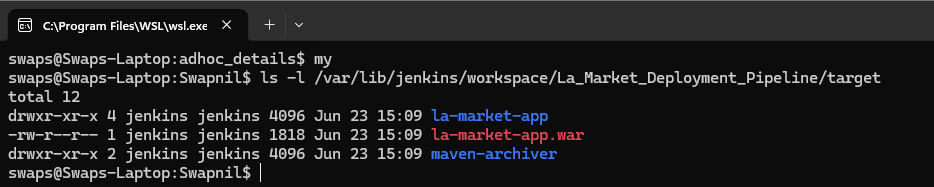 C:\Program Files\WSL\wsl.exe
swaps@Swaps-Laptop:adhoc_details$ my
swaps@Swaps-Laptop:Swapnil$ ls -l /var/lib/jenkins/workspace/La_Market_Deployment_Pipeline/target
total 12
drwxr-xr-x 4 jenkins jenkins 4096 Jun 23 15:09 la-market-app
-rw-r--r-- 1 jenkins jenkins 1818 Jun 23 15:09 la-market-app.war
drwxr-xr-x 2 jenkins jenkins 4096 Jun 23 15:09 maven-archiver
swaps@Swaps-Laptop:Swapnil$